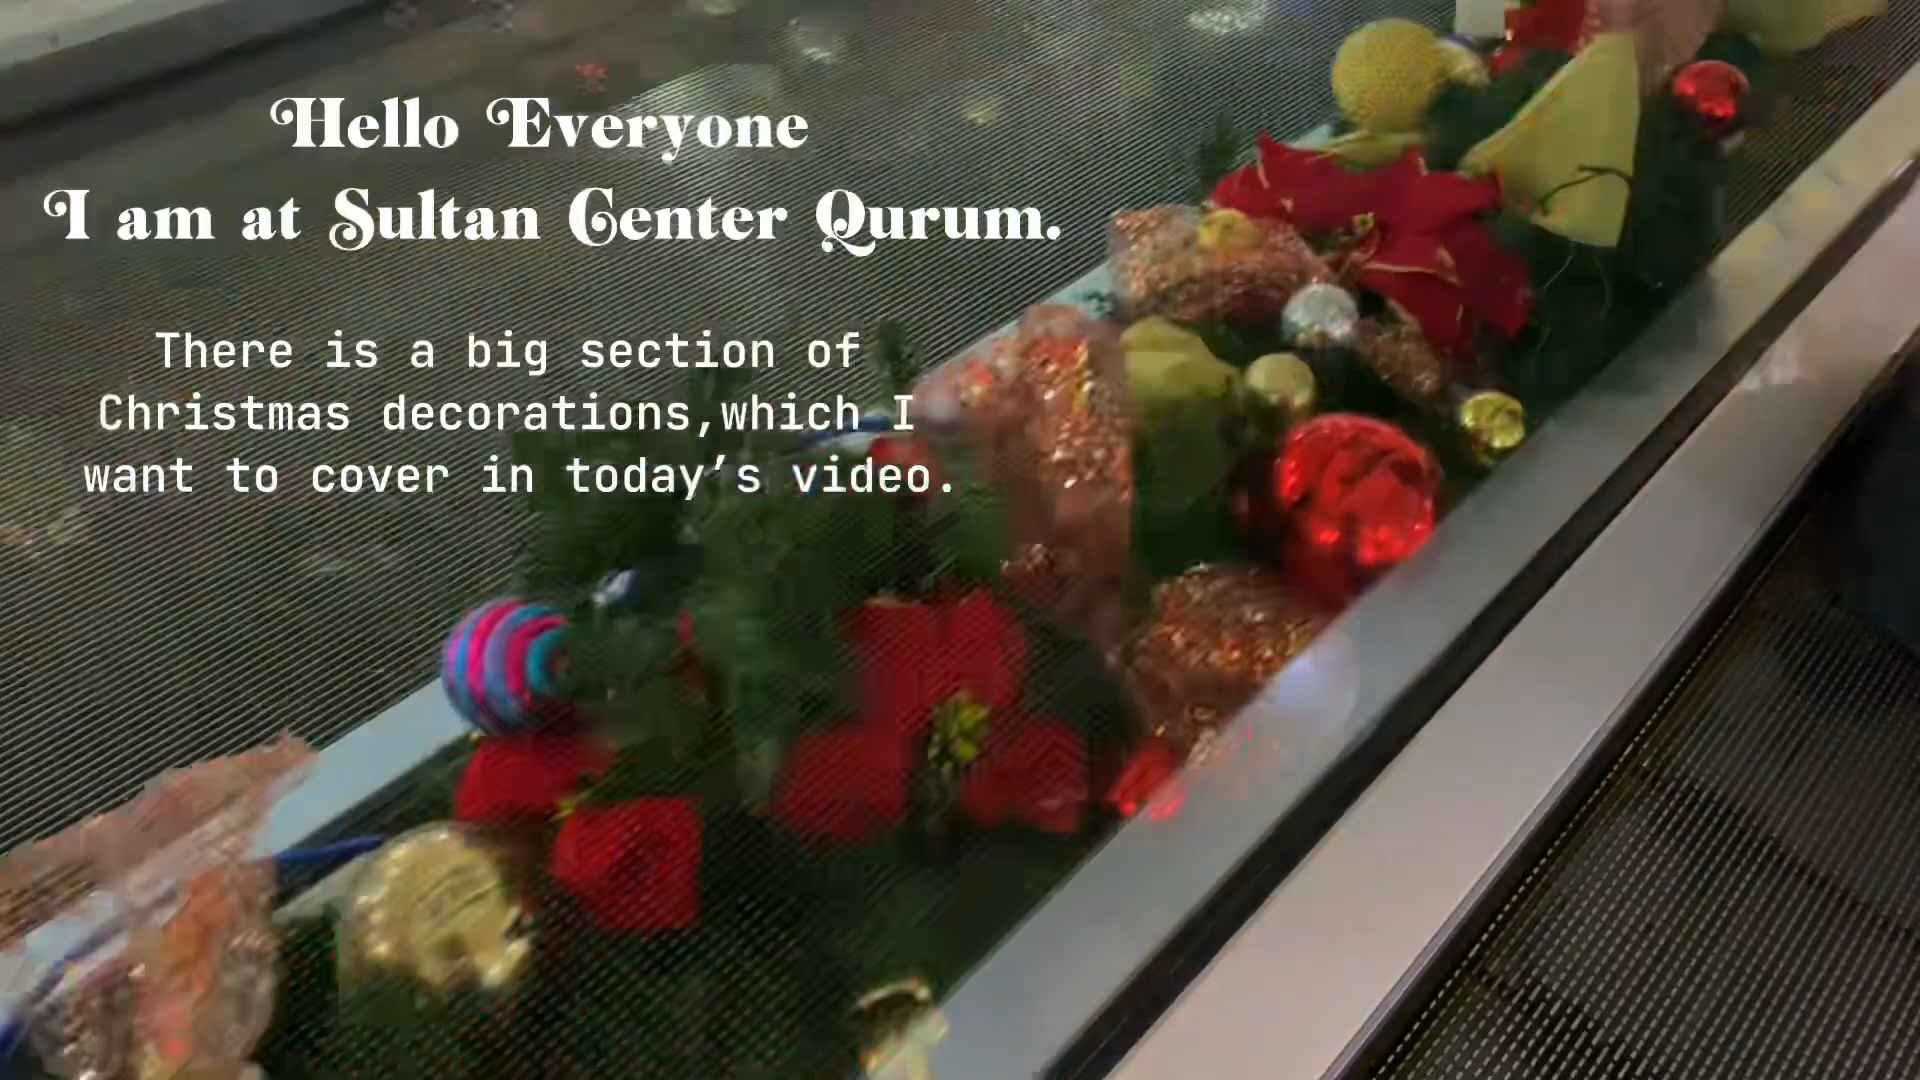 Hello Everyone
I am at Sultan Center Qurum.
There is a big section of
Christmas decorations,which I
want to cover in today’s video.